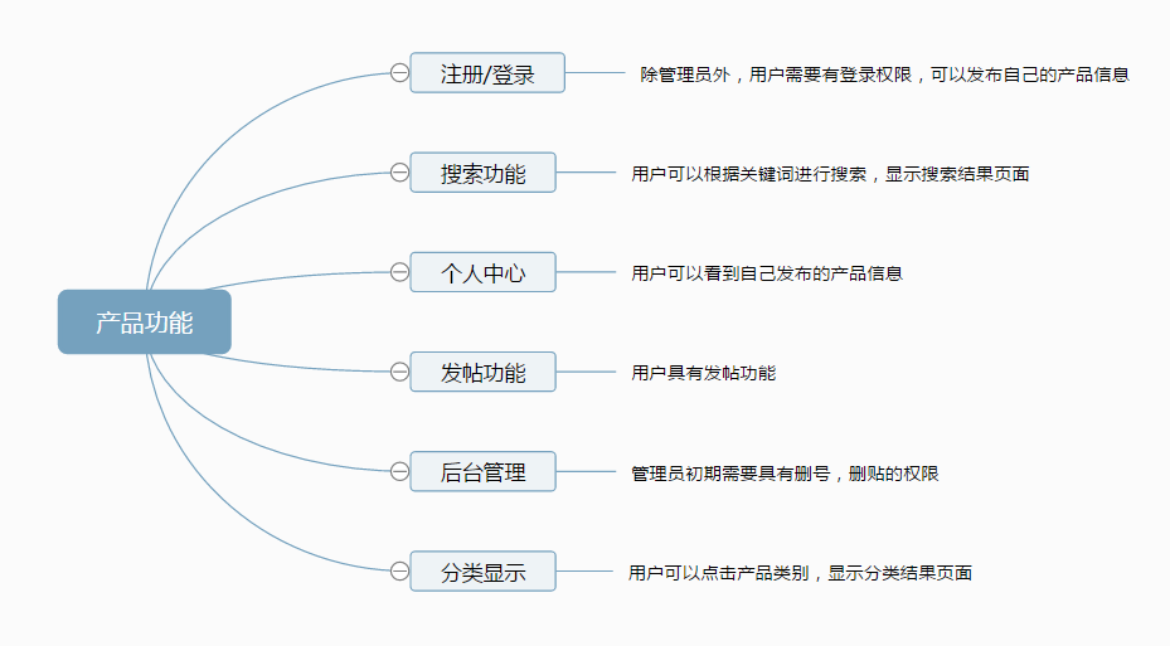 注册/登录
除管理员外，用户需要有登录权限，可以发布自己的产品信息
搜索功能
用户可以根据关键词进行搜索，显示搜索结果页面
个人中心
用户可以看到自己发布的产品信息
产品功能
发帖功能
用户具有发帖功能
后台管理
管理员初期需要具有删号，删贴的权限
分类显示
用户可以点击产品类别，显示分类结果页面